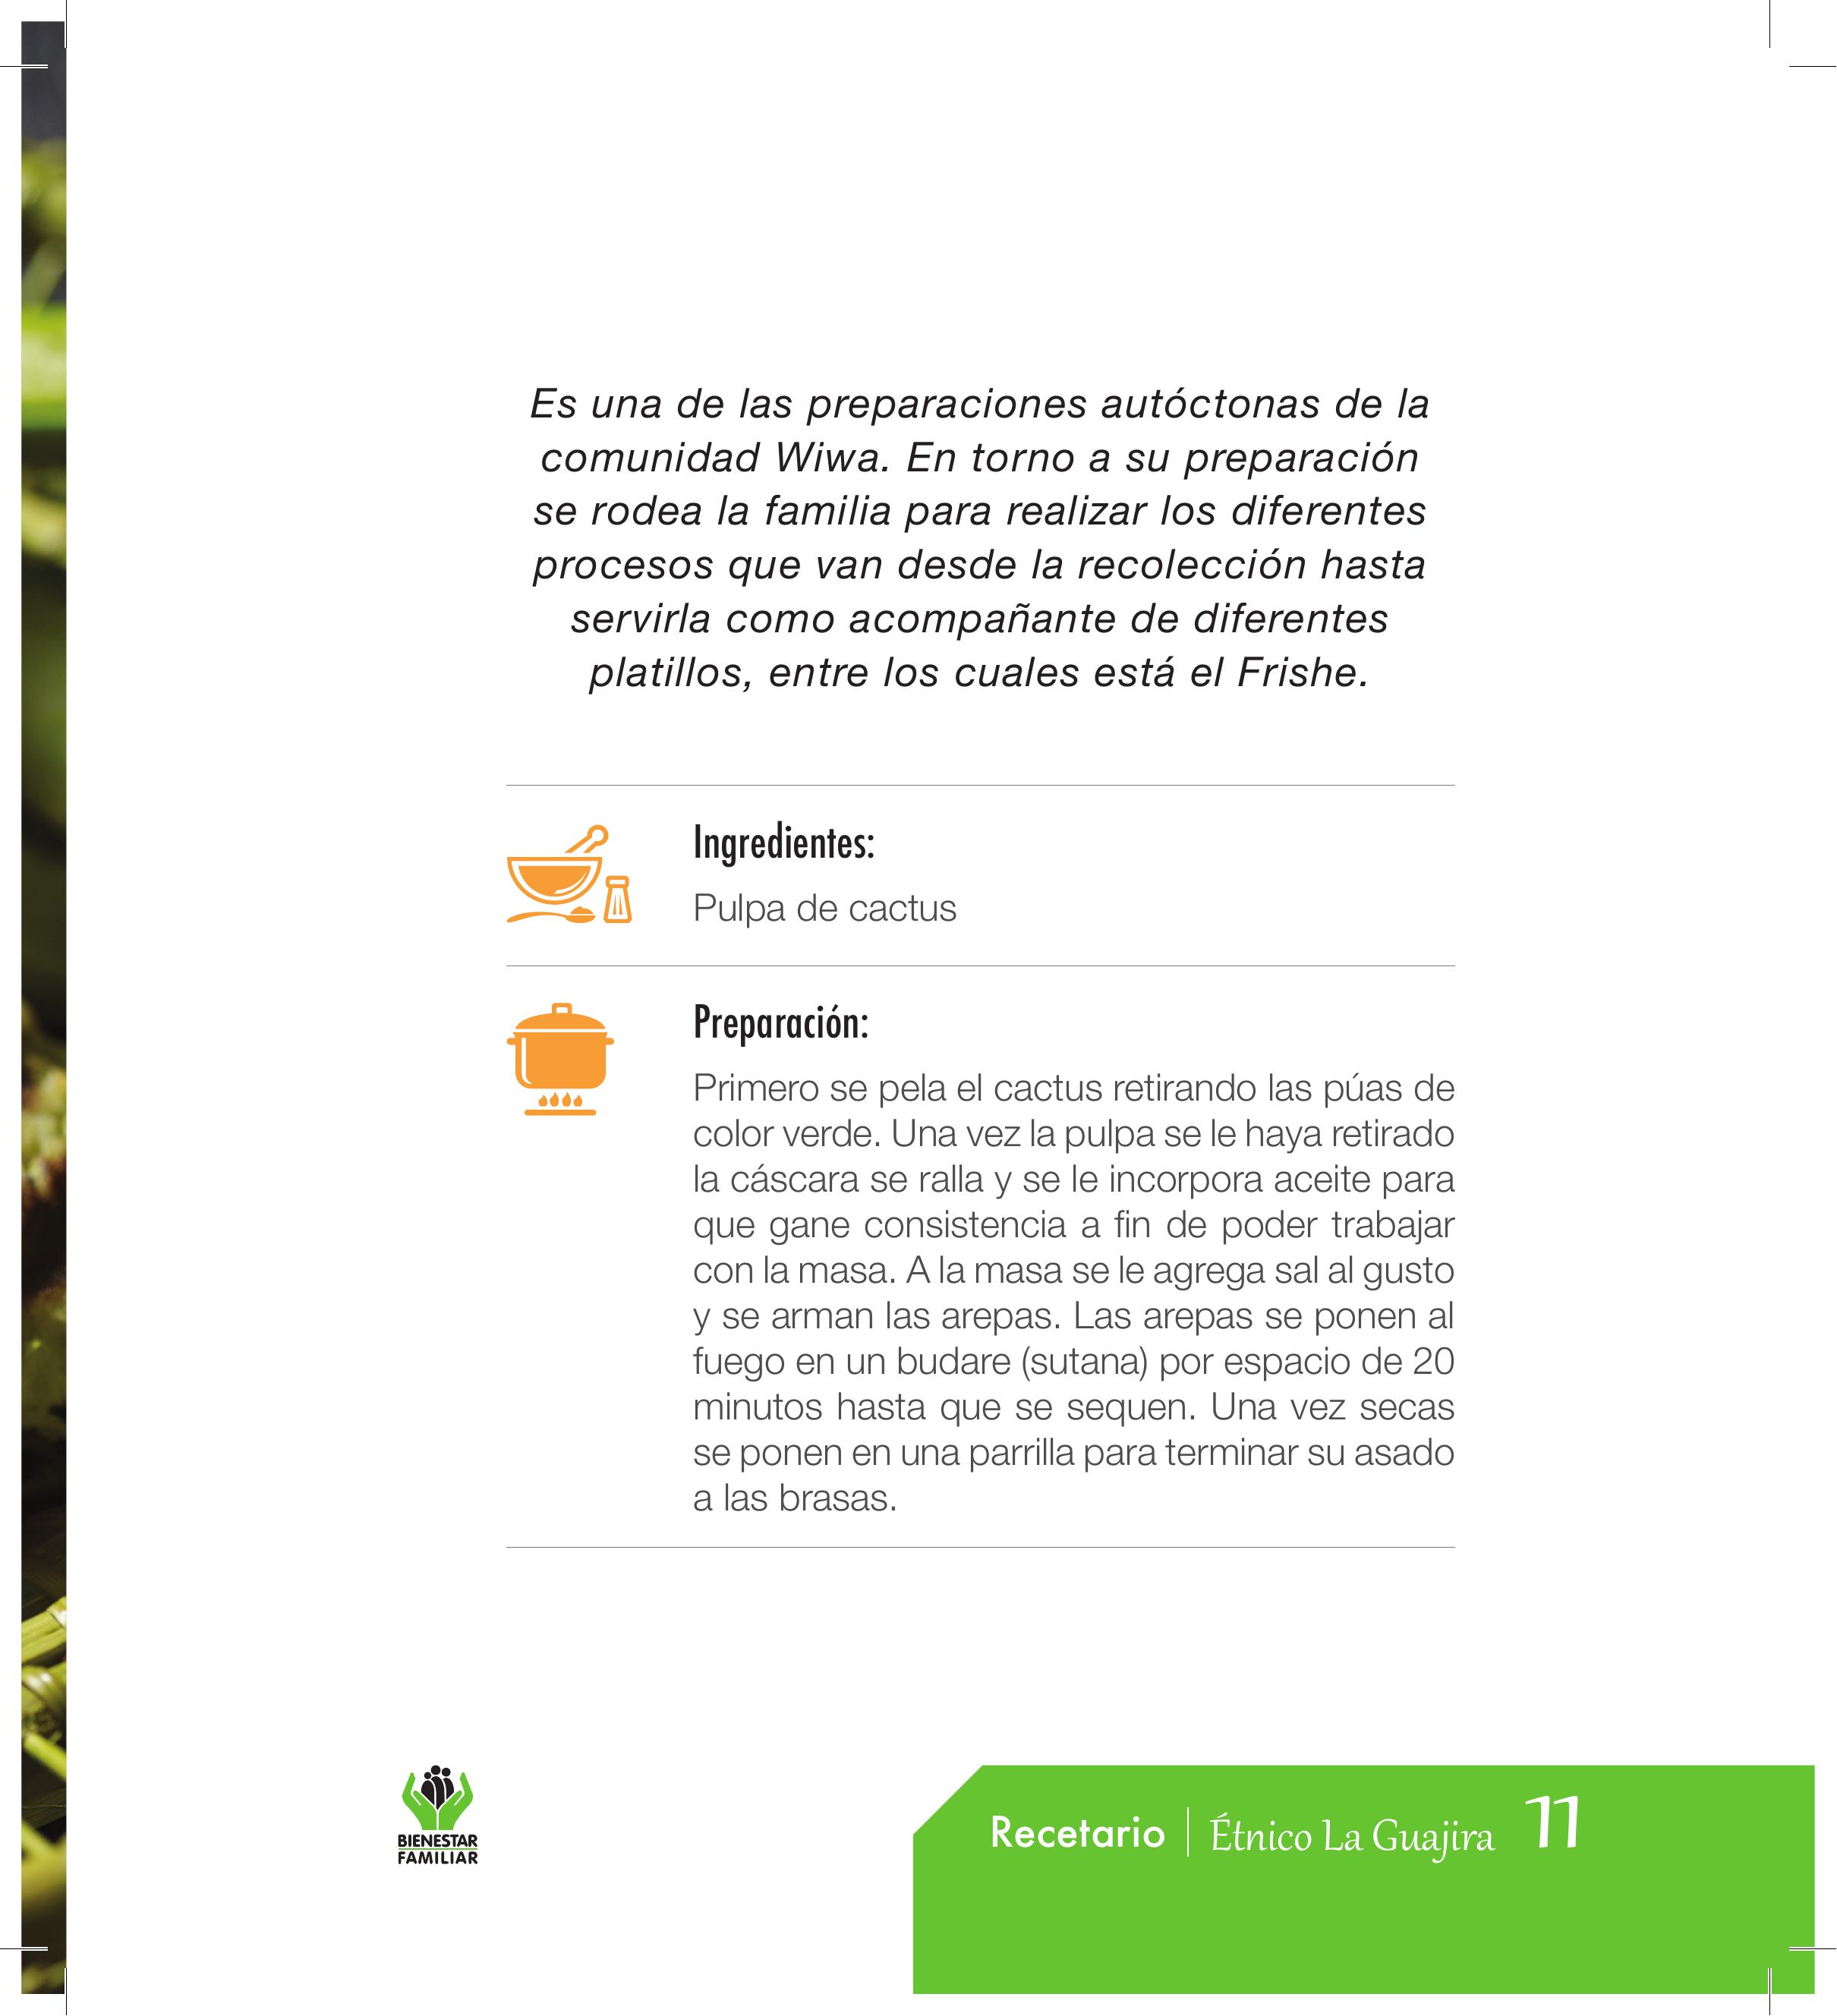 Es una de las preparaciones autóctonas de la
comunidad Wiwa. En torno a su preparación
se rodea la familia para realizar los diferentes
procesos que van desde la recolección hasta
servirla como acompañante de diferentes
platillos, entre los cuales está el Frishe.
Ingredientes:
Pulpa de cactus
Preparación:
Primero se pela el cactus retirando las púas de
color verde. Una vez la pulpa se le haya retirado
la cáscara se ralla y se le incorpora aceite para
que gane consistencia a fin de poder trabajar
con la masa. A la masa se le agrega sal al gusto
y se arman las arepas. Las arepas se ponen al
fuego en un budare (sutana) por espacio de 20
minutos hasta que se sequen. Una vez secas
se ponen en una parrilla para terminar su asado
a las brasas.
BIENESTAR
FAMILIAR
Recetario | Étnico La Guajira 11